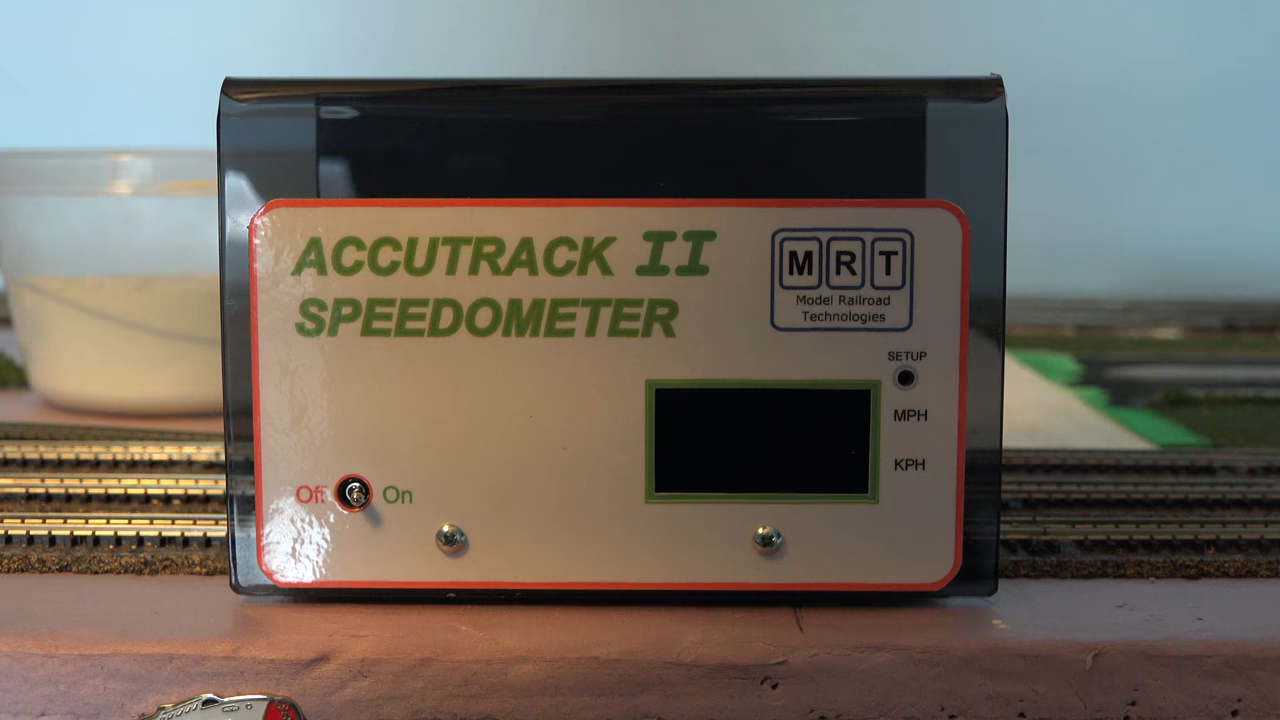 ACCUTRACK II
SPEEDOMETER
MRT
Model Railroad
Technologies
SETUP
MPH
KPH
Off On